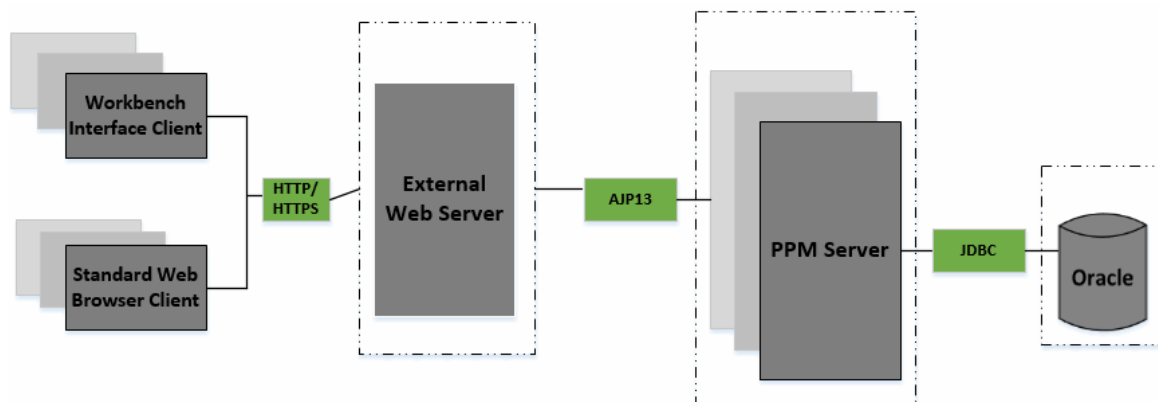 Workbench
Interface Client
Standard Web
Browser Client
HTTP/
HTTPS
External
Web Server
AJP13
PPM Server
JDBC
Oracle